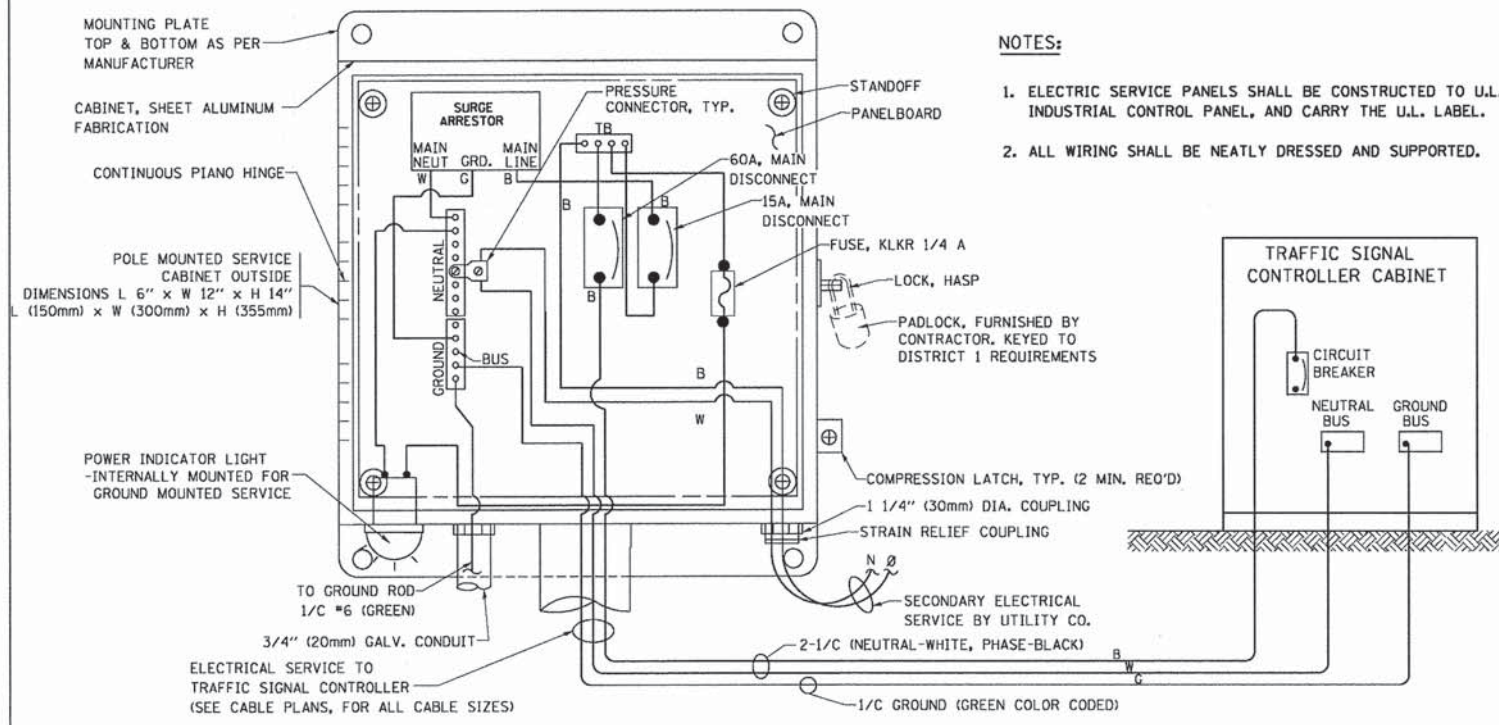 MOUNTING PLATE
TOP & BOTTOM AS PER
MANUFACTURER
CABINET, SHEET ALUMINUM
FABRICATION
CONTINUOUS PIANO HINGE
POLE MOUNTED SERVICE
CABINET OUTSIDE
DIMENSIONS L 6" x W 12" x H 14"
L (150mm) x W (300mm) x H (355mm)
POWER INDICATOR LIGHT
-INTERNALLY MOUNTED FOR
GROUND MOUNTED SERVICE
SURGE
ARRESTOR
MAIN
NEUT
GRD.
MAIN
LINE
W
G
B
PRESSURE
CONNECTOR, TYP.
TB
60A, MAIN
DISCONNECT
15A, MAIN
DISCONNECT
B
B
B
NEUTRAL
GROUND
BUS
B
W
STANDOFF
PANELBOARD
FUSE, KLKR 1/4 A
LOCK, HASP
PADLOCK, FURNISHED BY
CONTRACTOR. KEYED TO
DISTRICT 1 REQUIREMENTS
COMPRESSION LATCH, TYP. (2 MIN. REQ'D)
1 1/4" (30mm) DIA. COUPLING
STRAIN RELIEF COUPLING
N Ø
SECONDARY ELECTRICAL
SERVICE BY UTILITY CO.
TO GROUND ROD
1/C #6 (GREEN)
3/4" (20mm) GALV. CONDUIT
ELECTRICAL SERVICE TO
TRAFFIC SIGNAL CONTROLLER
(SEE CABLE PLANS, FOR ALL CABLE SIZES)
2-1/C (NEUTRAL-WHITE, PHASE-BLACK)
B
W
G
1/C GROUND (GREEN COLOR CODED)
NOTES:
1. ELECTRIC SERVICE PANELS SHALL BE CONSTRUCTED TO U.L.
INDUSTRIAL CONTROL PANEL, AND CARRY THE U.L. LABEL.
2. ALL WIRING SHALL BE NEATLY DRESSED AND SUPPORTED.
TRAFFIC SIGNAL
CONTROLLER CABINET
CIRCUIT
BREAKER
NEUTRAL
BUS
GROUND
BUS